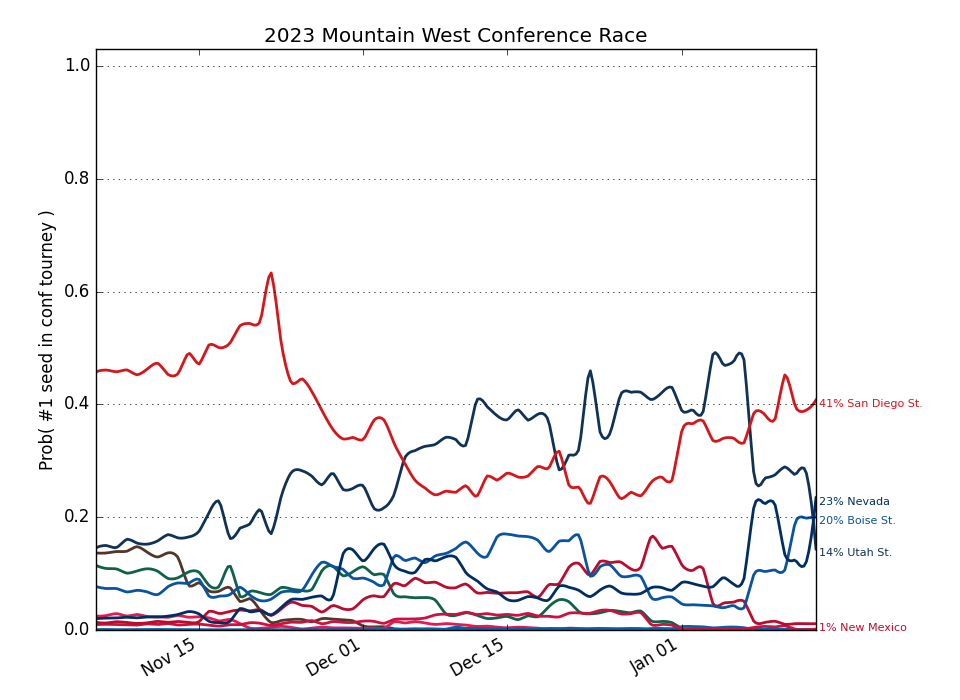 2023 Mountain West Conference Race
Prob( #1 seed in conf tourney )
1.0
0.8
0.6
0.4
0.2
0.0
Nov 15
Dec 01
Dec 15
Jan 01
41% San Diego St.
23% Nevada
20% Boise St.
14% Utah St.
1% New Mexico